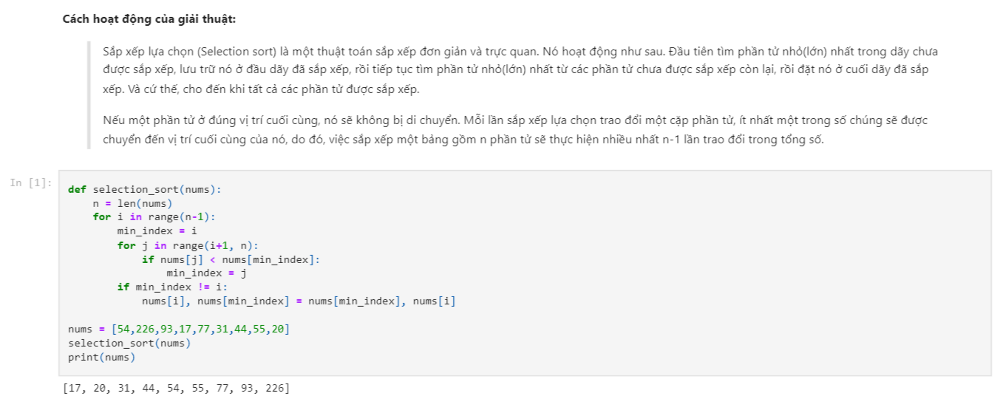 Cách hoạt động của giải thuật:
Sắp xếp lựa chọn (Selection sort) là một thuật toán sắp xếp đơn giản và trực quan. Nó hoạt động như sau. Đầu tiên tìm phần tử nhỏ(lớn) nhất trong dãy chưa
được sắp xếp, lưu trữ nó ở đầu dãy đã sắp xếp, rồi tiếp tục tìm phần tử nhỏ(lớn) nhất từ các phần tử chưa được sắp xếp còn lại, rồi đặt nó ở cuối dãy đã sắp
xếp. Và cứ thế, cho đến khi tất cả các phần tử được sắp xếp.
Nếu một phần tử ở đúng vị trí cuối cùng, nó sẽ không bị di chuyển. Mỗi lần sắp xếp lựa chọn trao đổi một cặp phần tử, ít nhất một trong số chúng sẽ được
chuyển đến vị trí cuối cùng của nó, do đó, việc sắp xếp một bảng gồm n phần tử sẽ thực hiện nhiều nhất n-1 lần trao đổi trong tổng số.
In [1]:
def selection_sort(nums):
    n = len(nums)
    for i in range(n-1):
        min_index = i
        for j in range(i+1, n):
            if nums[j] < nums[min_index]:
                min_index = j
        if min_index != i:
            nums[i], nums[min_index] = nums[min_index], nums[i]
nums = [54,226,93,17,77,31,44,55,20]
selection_sort(nums)
print(nums)
[17, 20, 31, 44, 54, 55, 77, 93, 226]